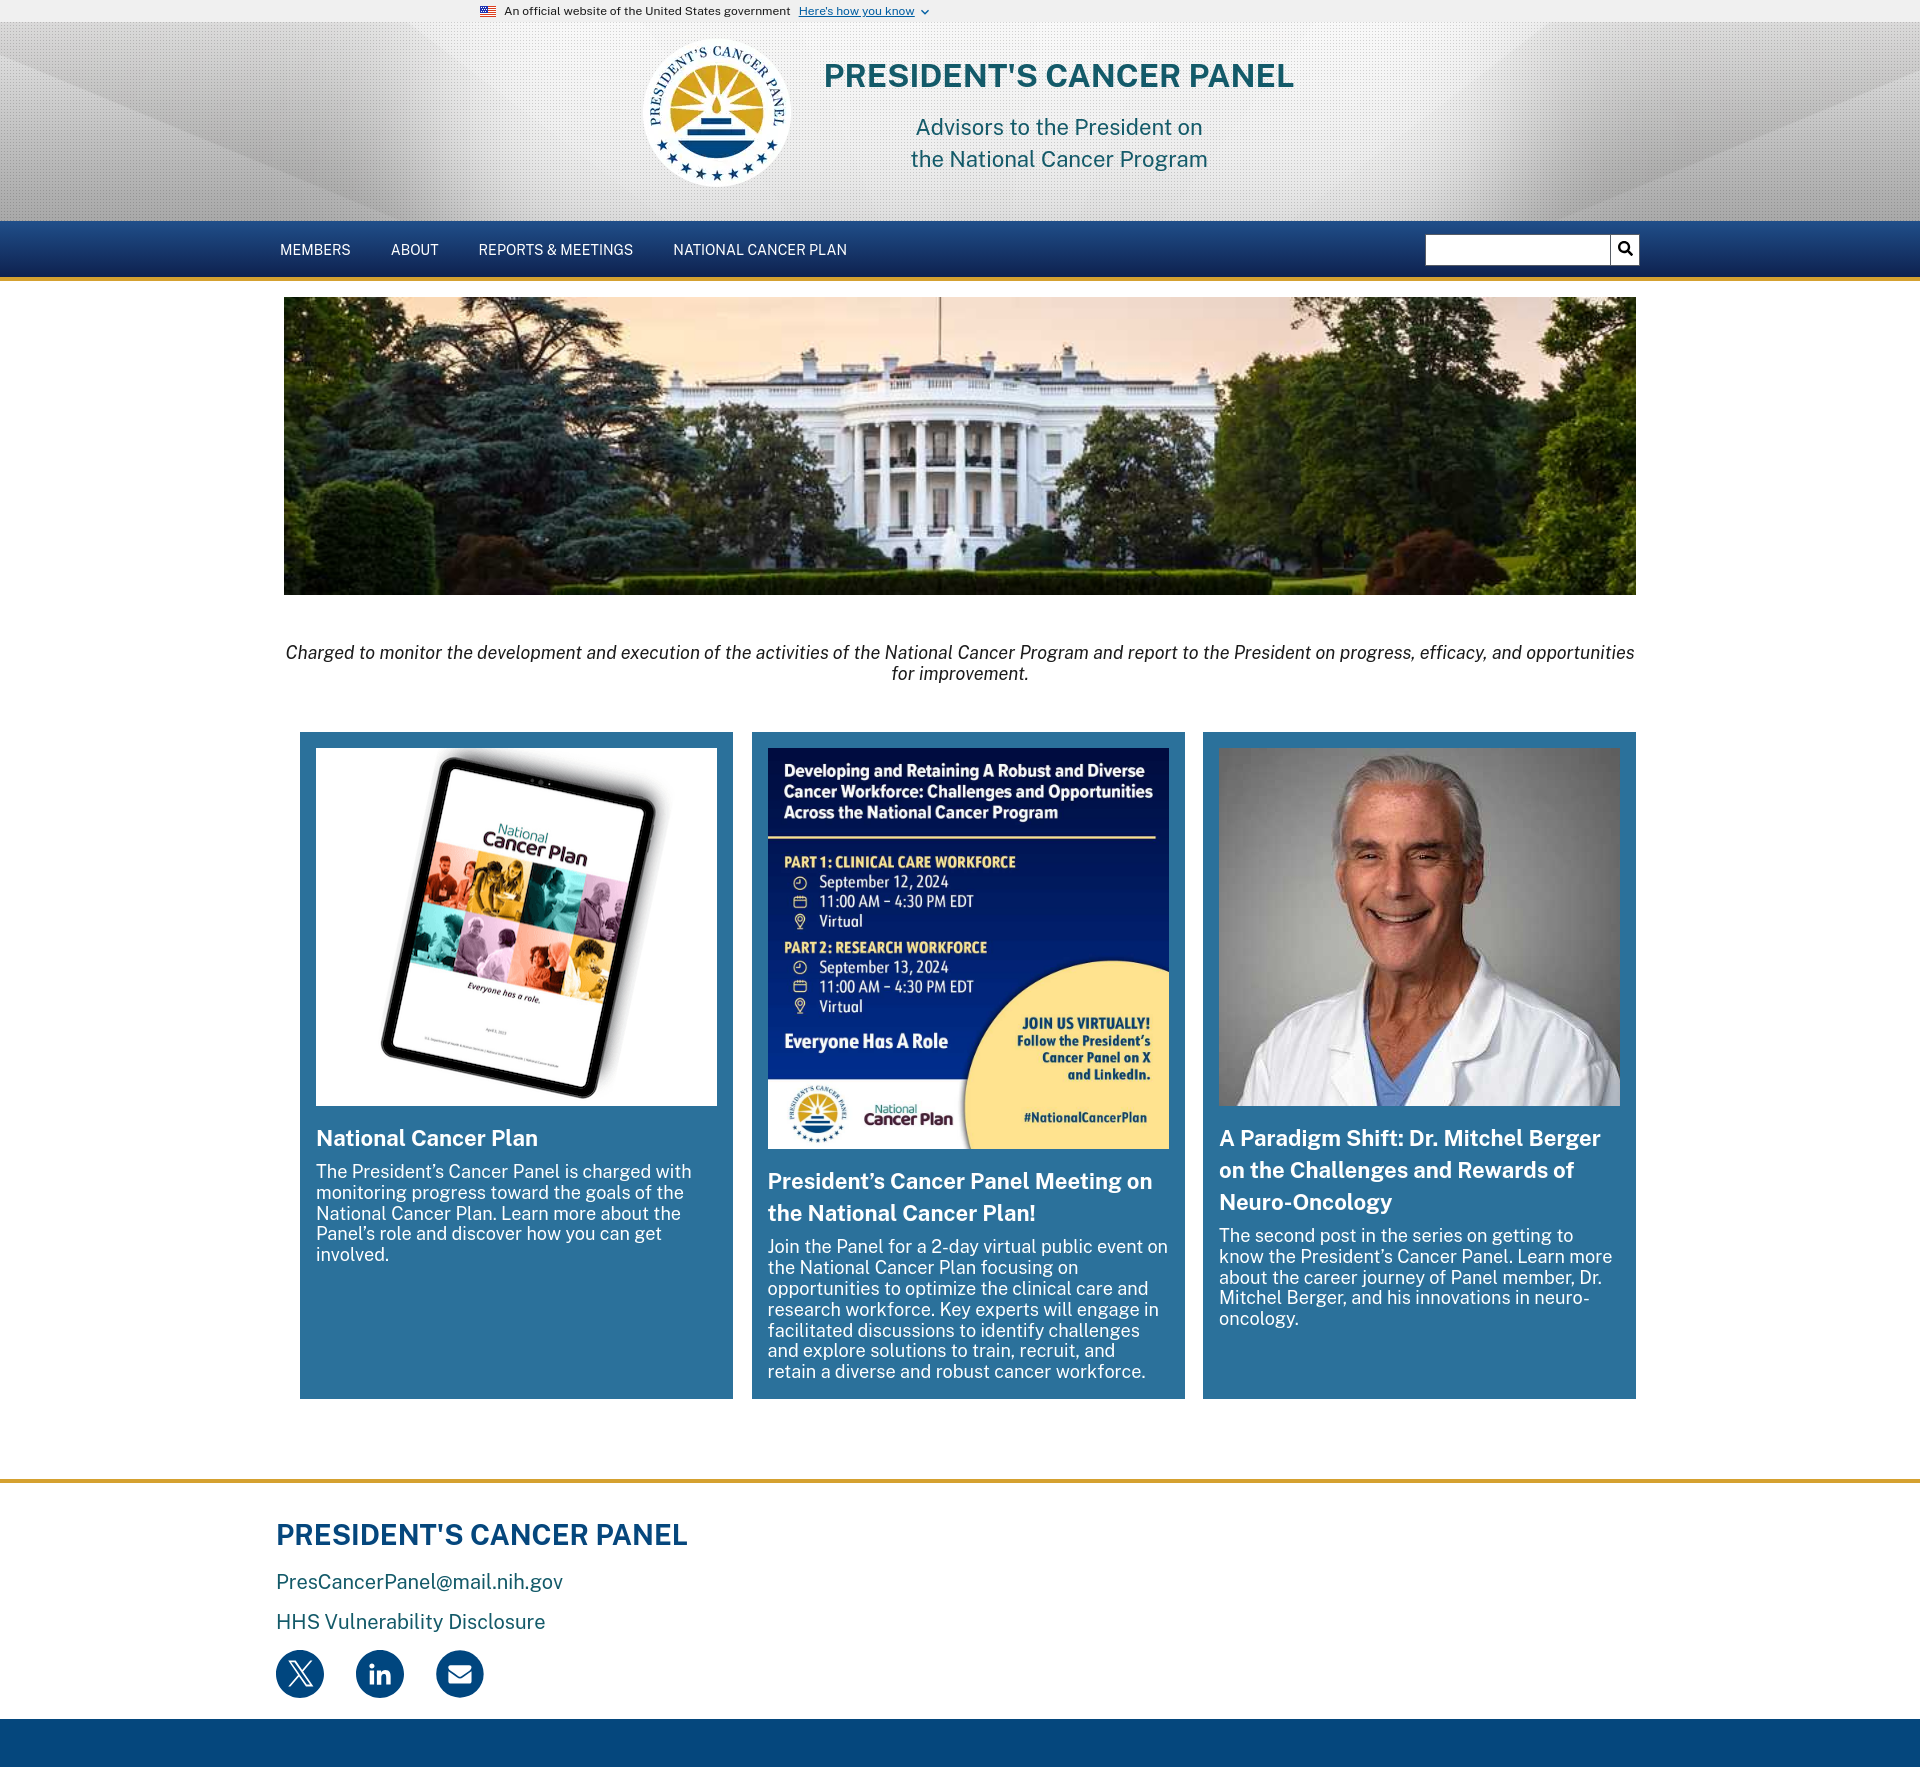 An official website of the United States government Here's how you know
PRESIDENT'S CANCER PANEL
PRESIDENT'S CANCER PANEL
Advisors to the President on
the National Cancer Program
MEMBERS ABOUT REPORTS & MEETINGS NATIONAL CANCER PLAN
Charged to monitor the development and execution of the activities of the National Cancer Program and report to the President on progress, efficacy, and opportunities
for improvement.
National
Cancer Plan
Everyone has a role.
National Cancer Plan
The President’s Cancer Panel is charged with
monitoring progress toward the goals of the
National Cancer Plan. Learn more about the
Panel’s role and discover how you can get
involved.
Developing and Retaining A Robust and Diverse
Cancer Workforce: Challenges and Opportunities
Across the National Cancer Program
PART 1: CLINICAL CARE WORKFORCE
September 12, 2024
11:00 AM – 4:30 PM EDT
Virtual
PART 2: RESEARCH WORKFORCE
September 13, 2024
11:00 AM – 4:30 PM EDT
Virtual
Everyone Has A Role
JOIN US VIRTUALLY!
Follow the President’s
Cancer Panel on X
and LinkedIn.
#NationalCancerPlan
PRESIDENT'S CANCER PANEL
National
Cancer Plan
President’s Cancer Panel Meeting on
the National Cancer Plan!
Join the Panel for a 2-day virtual public event on
the National Cancer Plan focusing on
opportunities to optimize the clinical care and
research workforce. Key experts will engage in
facilitated discussions to identify challenges
and explore solutions to train, recruit, and
retain a diverse and robust cancer workforce.
A Paradigm Shift: Dr. Mitchel Berger
on the Challenges and Rewards of
Neuro-Oncology
The second post in the series on getting to
know the President’s Cancer Panel. Learn more
about the career journey of Panel member, Dr.
Mitchel Berger, and his innovations in neuro-
oncology.
PRESIDENT'S CANCER PANEL
PresCancerPanel@mail.nih.gov
HHS Vulnerability Disclosure